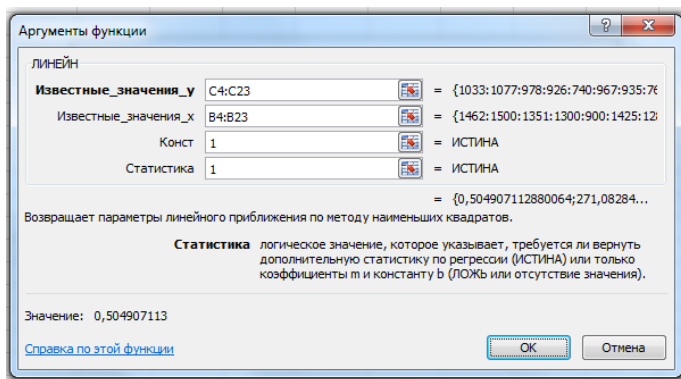 Аргументы функции
ЛИНЕЙН
Известные_значения_y C4:C23 = {1033:1077:978:926:740:967:935:76
Известные_значения_x B4:B23 = {1462:1500:1351:1300:900:1425:128
Конст 1 = ИСТИНА
Статистика 1 = ИСТИНА
= {0,504907112880064;271,08284...
Возвращает параметры линейного приближения по методу наименьших квадратов.
Статистика логическое значение, которое указывает, требуется ли вернуть
дополнительную статистику по регрессии (ИСТИНА) или только
коэффициенты m и константу b (ЛОЖЬ или отсутствие значения).
Значение: 0,504907113
Справка по этой функции
ОК Отмена